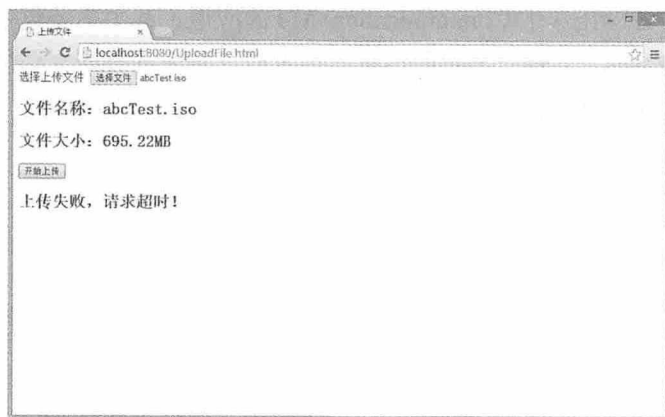 上传文件
localhost:8080/UploadFile.html
选择上传文件 选择文件 abcTest.iso
文件名称：abcTest.iso
文件大小：695.22MB
开始上传
上传失败，请求超时！